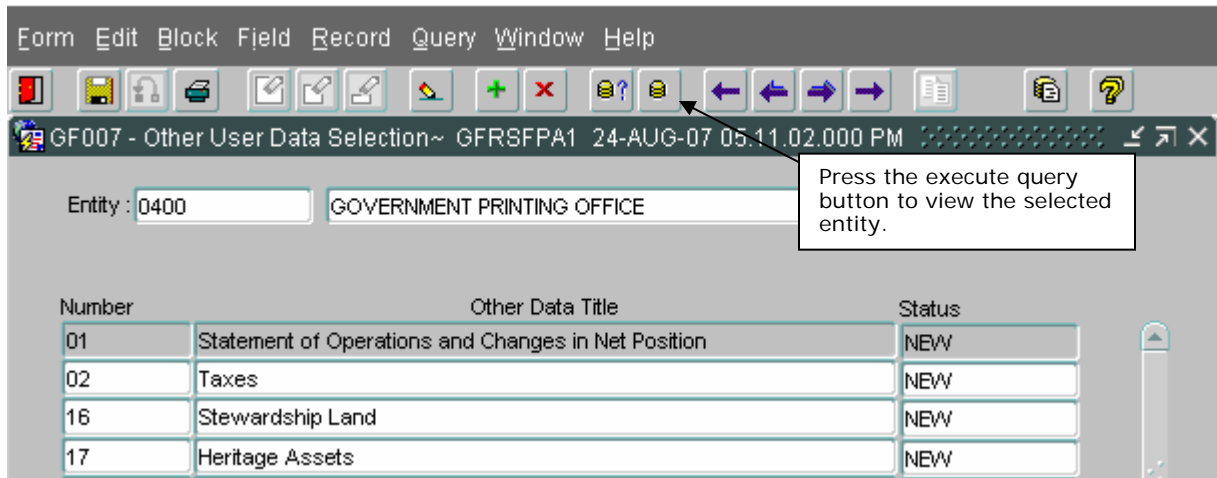 Form Edit Block Field Record Query Window Help
GF007 - Other User Data Selection~ GFRSFPA1 24-AUG-07 05.11.02.000 PM
Press the execute query
button to view the selected
entity.
Entity : 0400 GOVERNMENT PRINTING OFFICE
Number Other Data Title Status
01 Statement of Operations and Changes in Net Position NEW
02 Taxes NEW
16 Stewardship Land NEW
17 Heritage Assets NEW